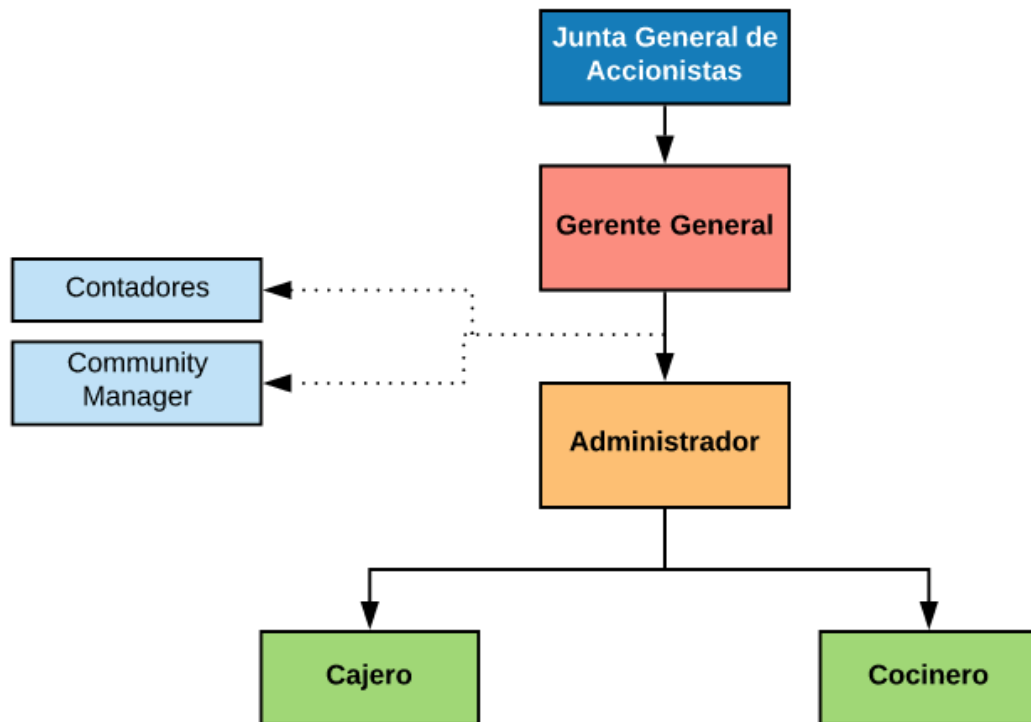 Junta General de
Accionistas
Gerente General
Contadores
Community
Manager
Administrador
Cajero
Cocinero